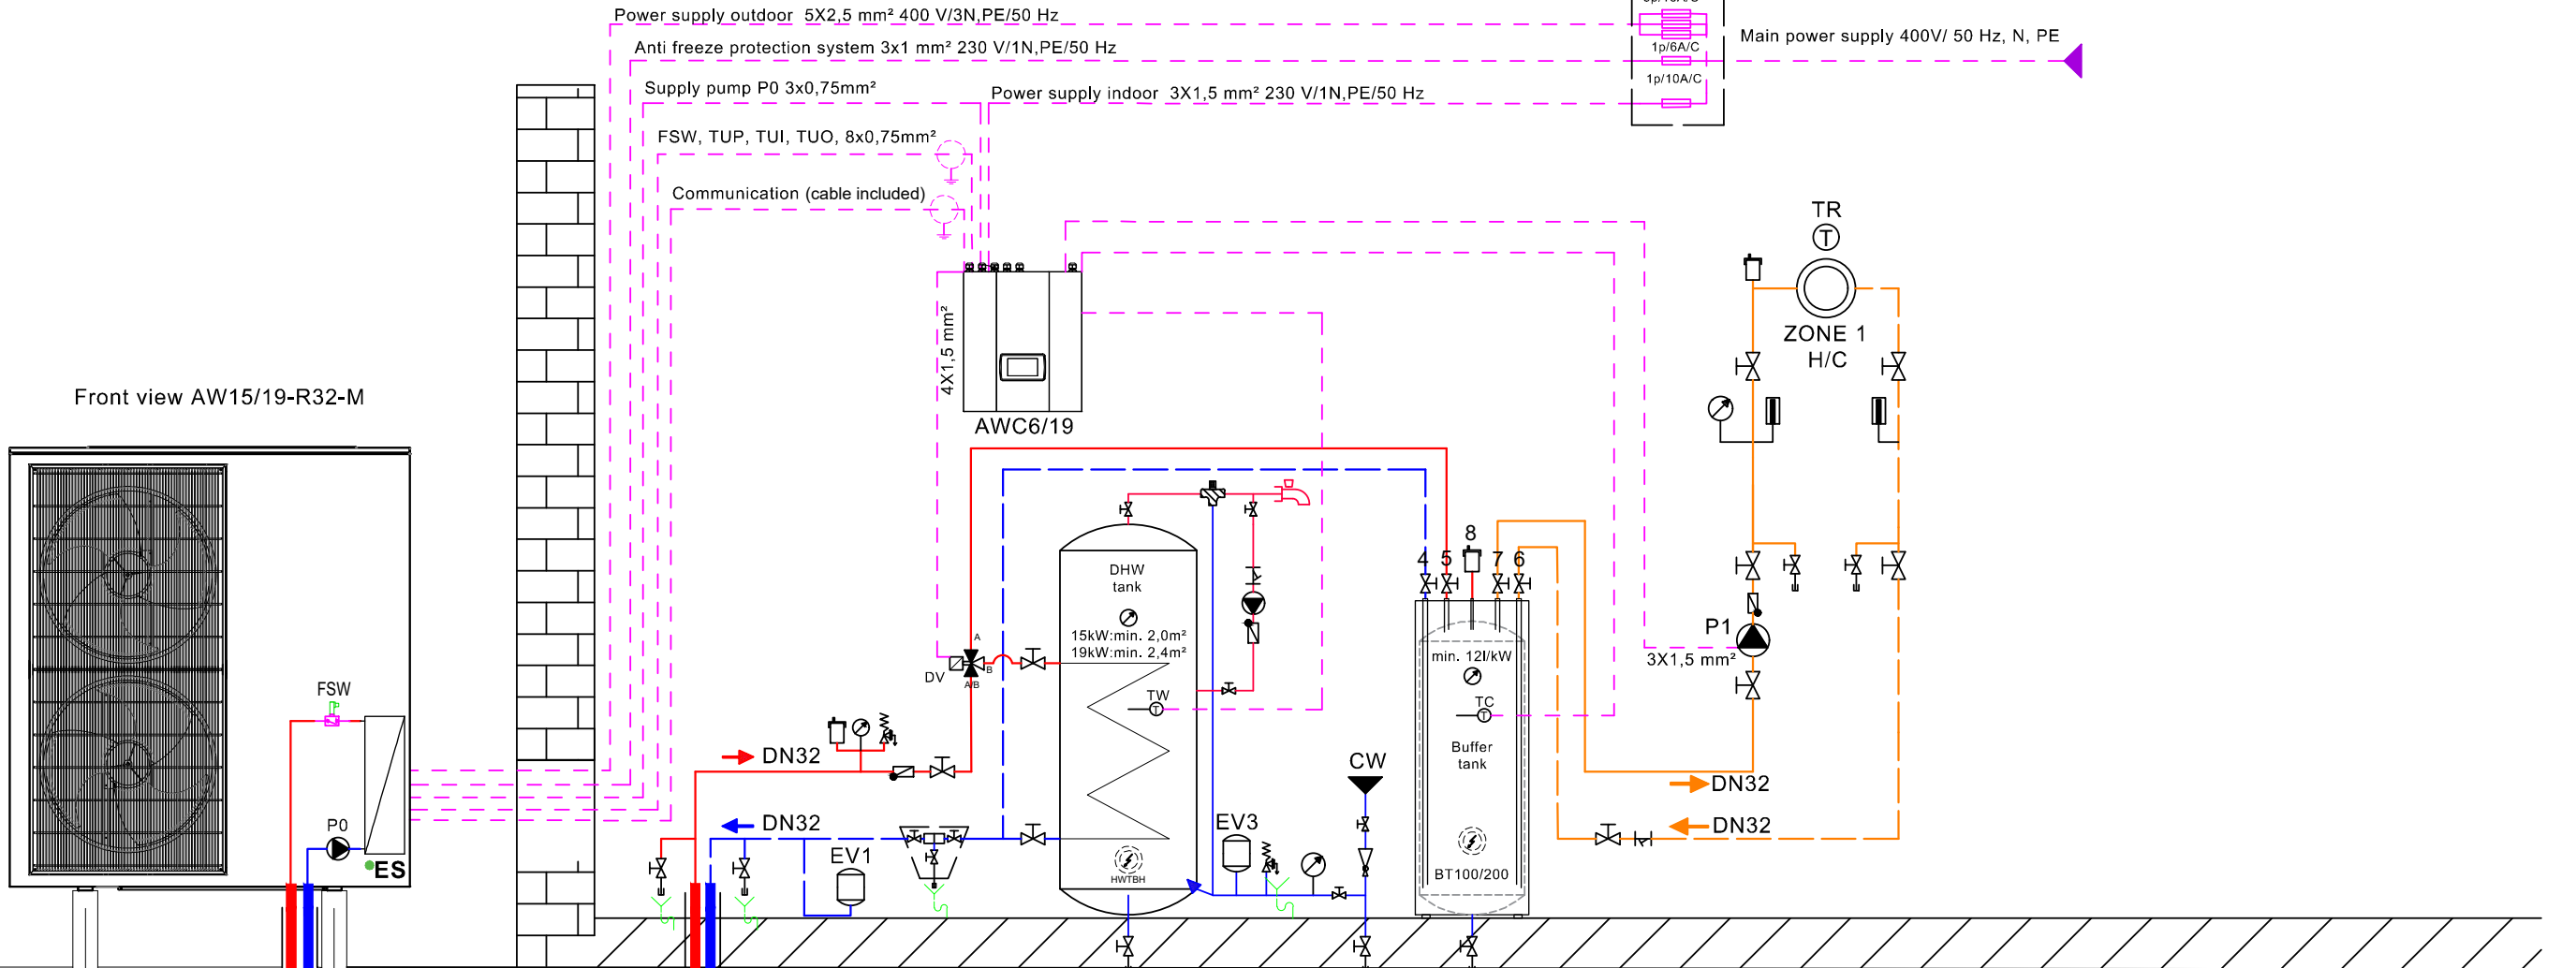 Power supply outdoor 5X2,5 mm² 400 V/3N,PE/50 Hz
Anti freeze protection system 3x1 mm² 230 V/1N,PE/50 Hz
1p/6A/C
Main power supply 400V/ 50 Hz, N, PE
1p/10A/C
Supply pump P0 3x0,75mm²
Power supply indoor 3X1,5 mm² 230 V/1N,PE/50 Hz
FSW, TUP, TUI, TUO, 8x0,75mm²
Communication (cable included)
TR
T
ZONE 1
H/C
4X1,5 mm²
AWC6/19
Front view AW15/19-R32-M
FSW
P0
ES
DN32
DN32
EV1
DV
A
B
A/B
DHW
tank
15kW:min. 2,0m²
19kW:min. 2,4m²
TW
T
HWTBH
EV3
CW
4 5 8 7 6
min. 12l/kW
TC
T
Buffer
tank
BT100/200
P1
3X1,5 mm²
DN32
DN32